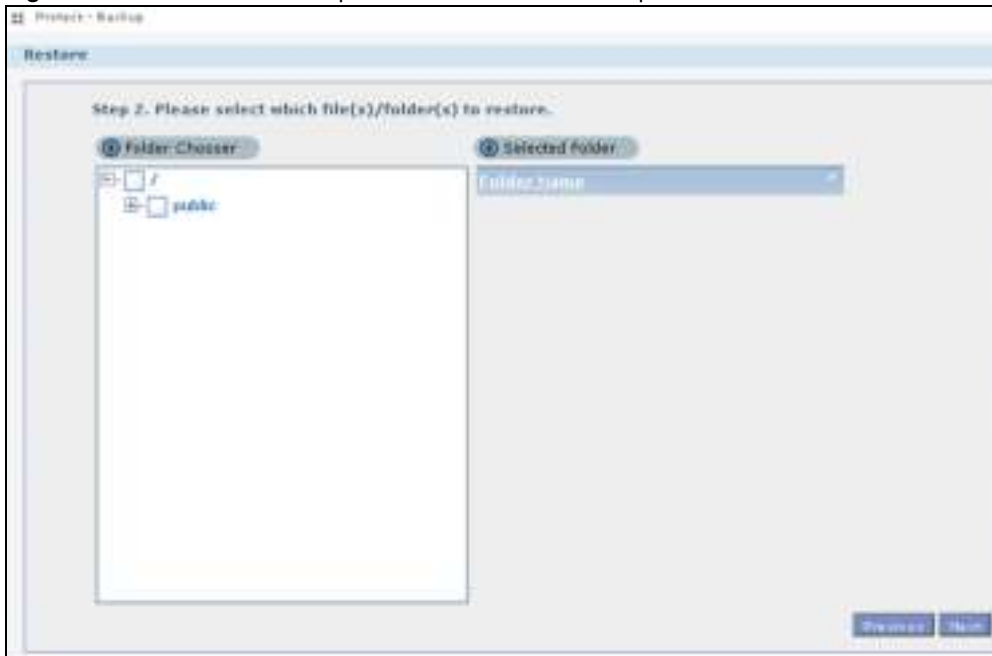 Protect - Backup
Restore
Step 2. Please select which file(s)/folder(s) to restore.
Folder Chooser
Selected Folder
/
Folder Name
public
Previous
Next